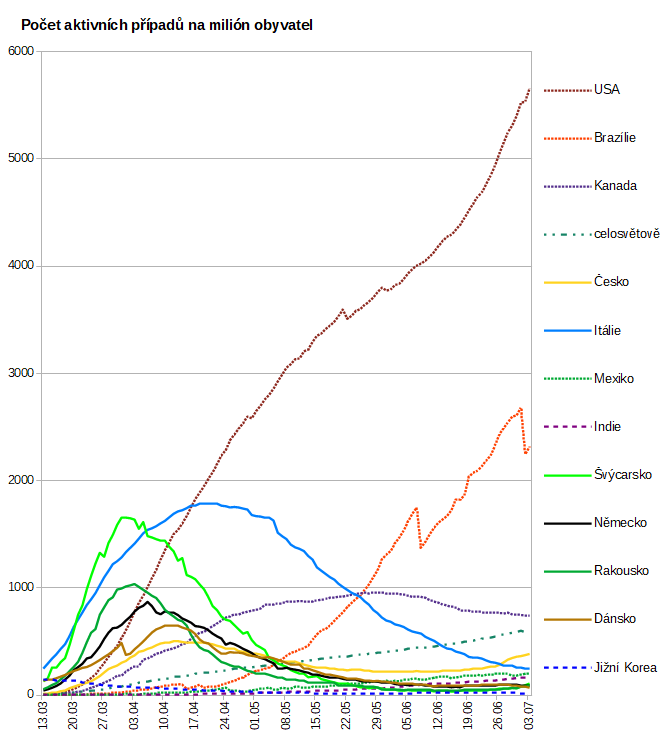 Počet aktivních případů na milión obyvatel
6000
5000
4000
3000
2000
1000
0
13.03
20.03
27.03
03.04
10.04
17.04
24.04
01.05
08.05
15.05
22.05
29.05
05.06
12.06
19.06
26.06
03.07
USA
Brazílie
Kanada
celosvětově
Česko
Itálie
Mexiko
Indie
Švýcarsko
Německo
Rakousko
Dánsko
Jižní Korea